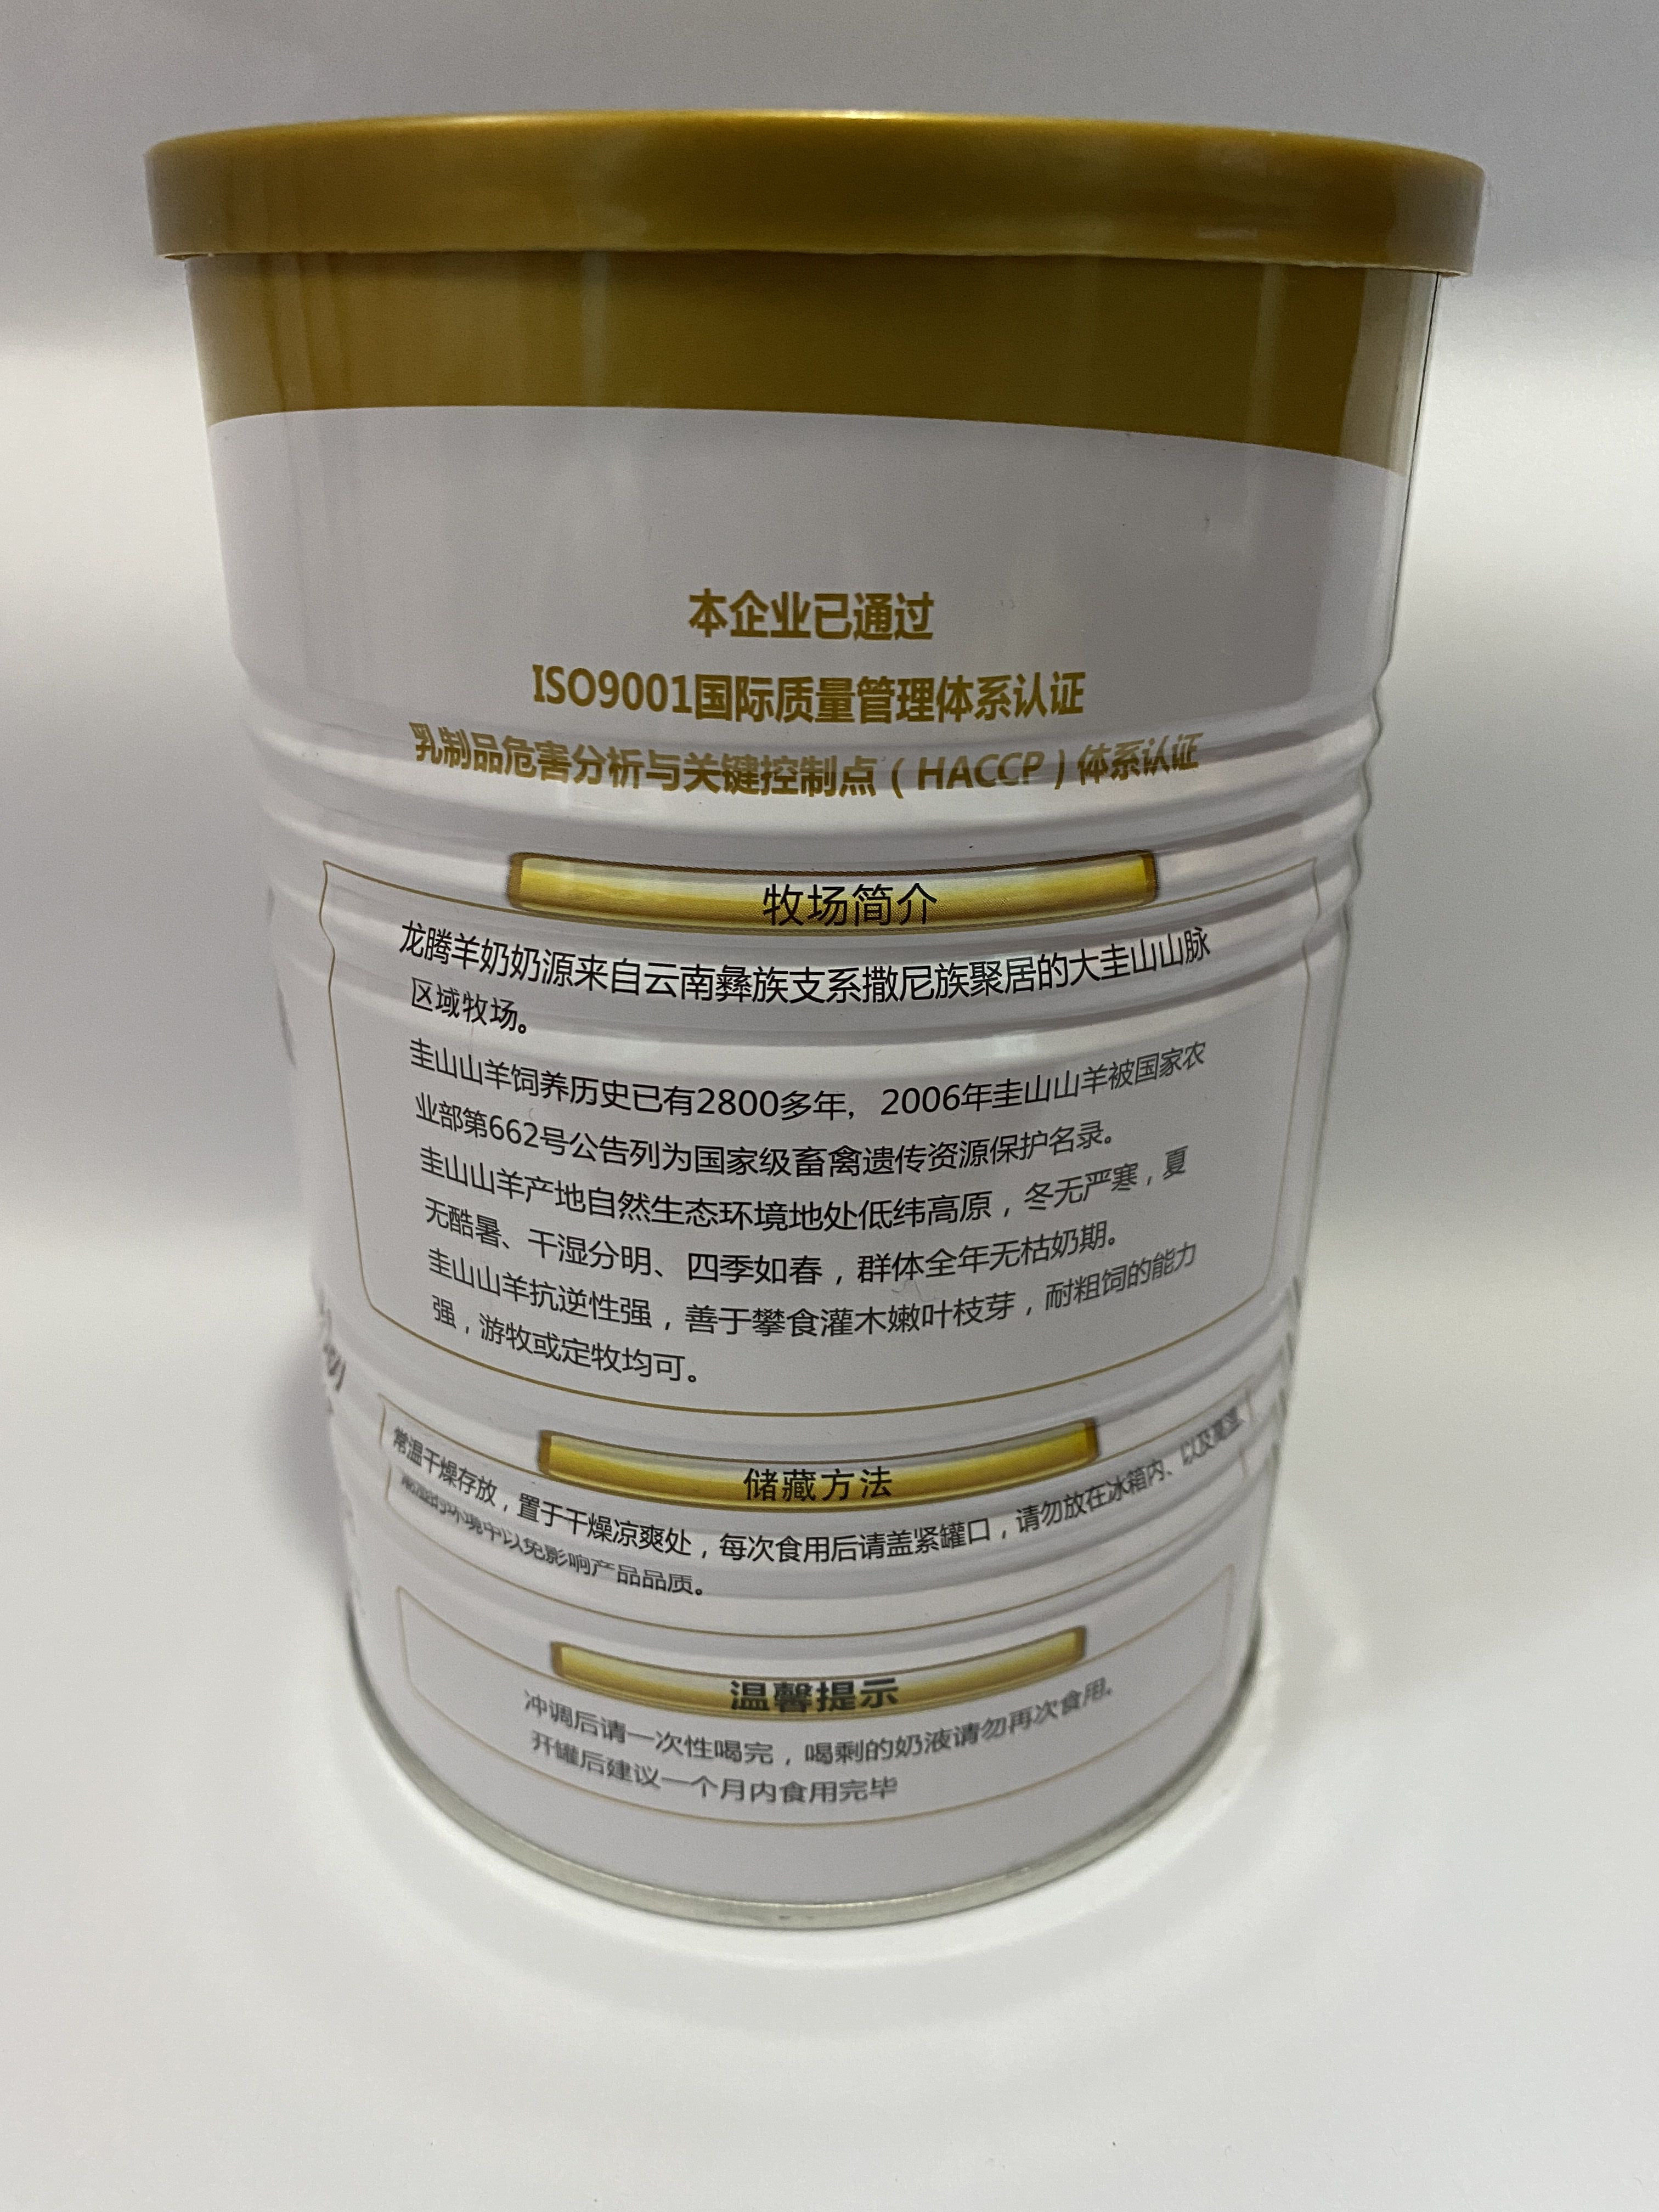 本企业已通过
ISO9001国际质量管理体系认证
乳制品危害分析与关键控制点（HACCP）体系认证
牧场简介
龙腾羊奶奶源来自云南彝族支系撒尼族聚居的大圭山山脉
区域牧场。
圭山山羊饲养历史已有2800多年，2006年圭山山羊被国家农
业部第662号公告列为国家级畜禽遗传资源保护名录。
圭山山羊产地自然生态环境地处低纬高原，冬无严寒，夏
无酷暑、干湿分明、四季如春，群体全年无枯奶期。
圭山山羊抗逆性强，善于攀食灌木嫩叶枝芽，耐粗饲的能力
强，游牧或定牧均可。
储藏方法
常温干燥存放，置于干燥凉爽处，每次食用后请盖紧罐口，请勿放在冰箱内、以及高温、
环境中以免影响产品品质。
温馨提示
冲调后请一次性喝完，喝剩的奶液请勿再次食用。
开罐后建议一个月内食用完毕